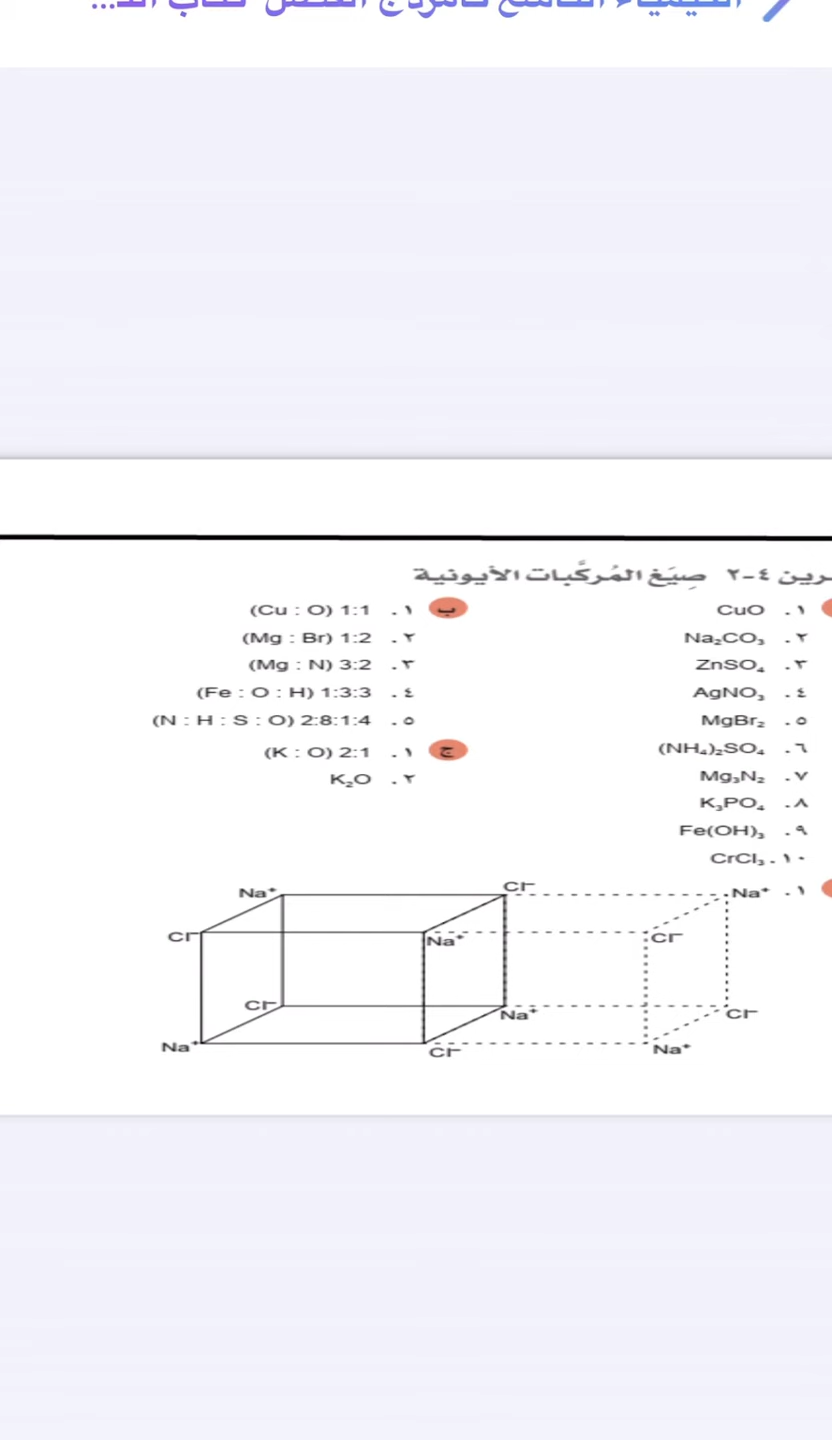 صِيَغ المُركَّبات الأيونية ٢-٤
١. CuO
٢. Na₂CO₃
٣. ZnSO₄
٤. AgNO₃
٥. MgBr₂
٦. (NH₄)₂SO₄
٧. Mg₃N₂
٨. K₃PO₄
٩. Fe(OH)₃
١٠. CrCl₃
ب ١. (Cu : O) 1:1
٢. (Mg : Br) 1:2
٣. (Mg : N) 3:2
٤. (Fe : O : H) 1:3:3
٥. (N : H : S : O) 2:8:1:4
ج ١. (K : O) 2:1
٢. K₂O
١.
Na⁺ Cl⁻ Na⁺
Cl⁻ Na⁺ Cl⁻
Cl⁻ Na⁺ Cl⁻
Na⁺ Cl⁻ Na⁺